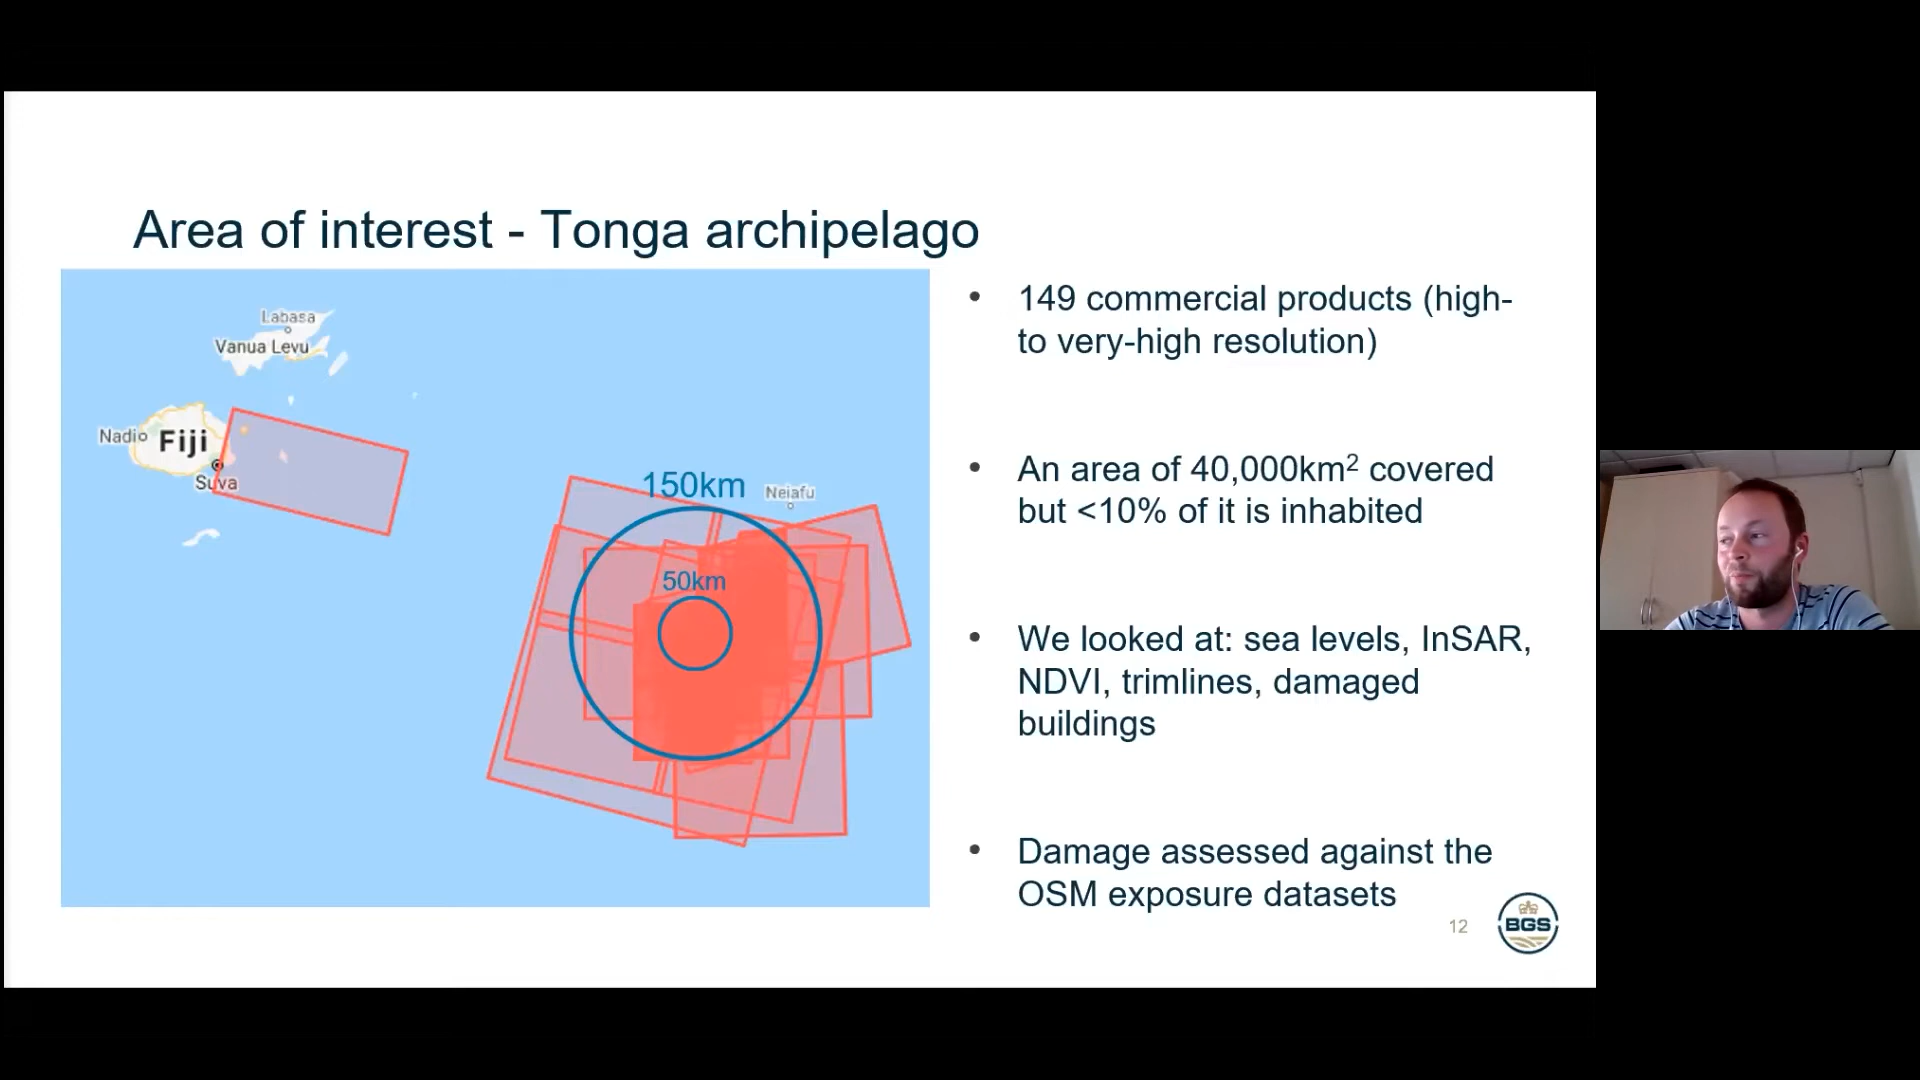 Area of interest - Tonga archipelago
Labasa
Vanua Levu
Nadi
Fiji
Suva
150km
Neiafu
50km
• 149 commercial products (high-
to very-high resolution)
• An area of 40,000km² covered
but <10% of it is inhabited
• We looked at: sea levels, InSAR,
NDVI, trimlines, damaged
buildings
• Damage assessed against the
OSM exposure datasets
12
BGS